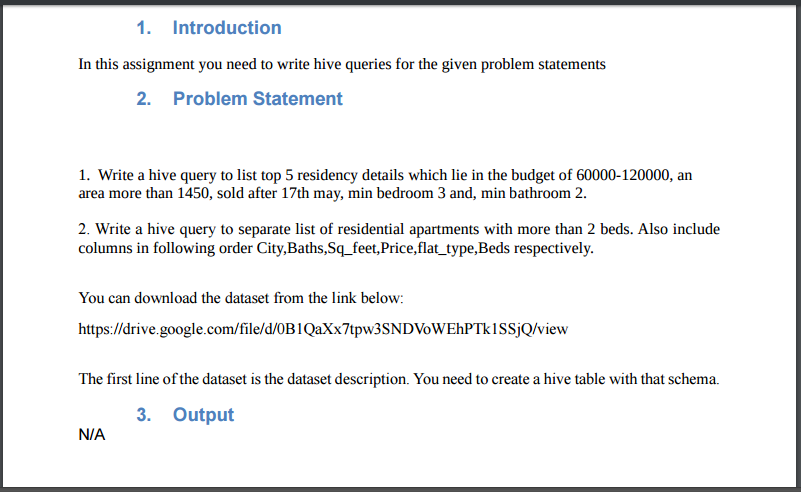 1. Introduction
In this assignment you need to write hive queries for the given problem statements
2. Problem Statement
1. Write a hive query to list top 5 residency details which lie in the budget of 60000-120000, an
area more than 1450, sold after 17th may, min bedroom 3 and, min bathroom 2.
2. Write a hive query to separate list of residential apartments with more than 2 beds. Also include
columns in following order City,Baths,Sq_feet,Price,flat_type,Beds respectively.
You can download the dataset from the link below:
https://drive.google.com/file/d/0B1QaXx7tpw3SNDVoWEhPTk1SSjQ/view
The first line of the dataset is the dataset description. You need to create a hive table with that schema.
3. Output
N/A